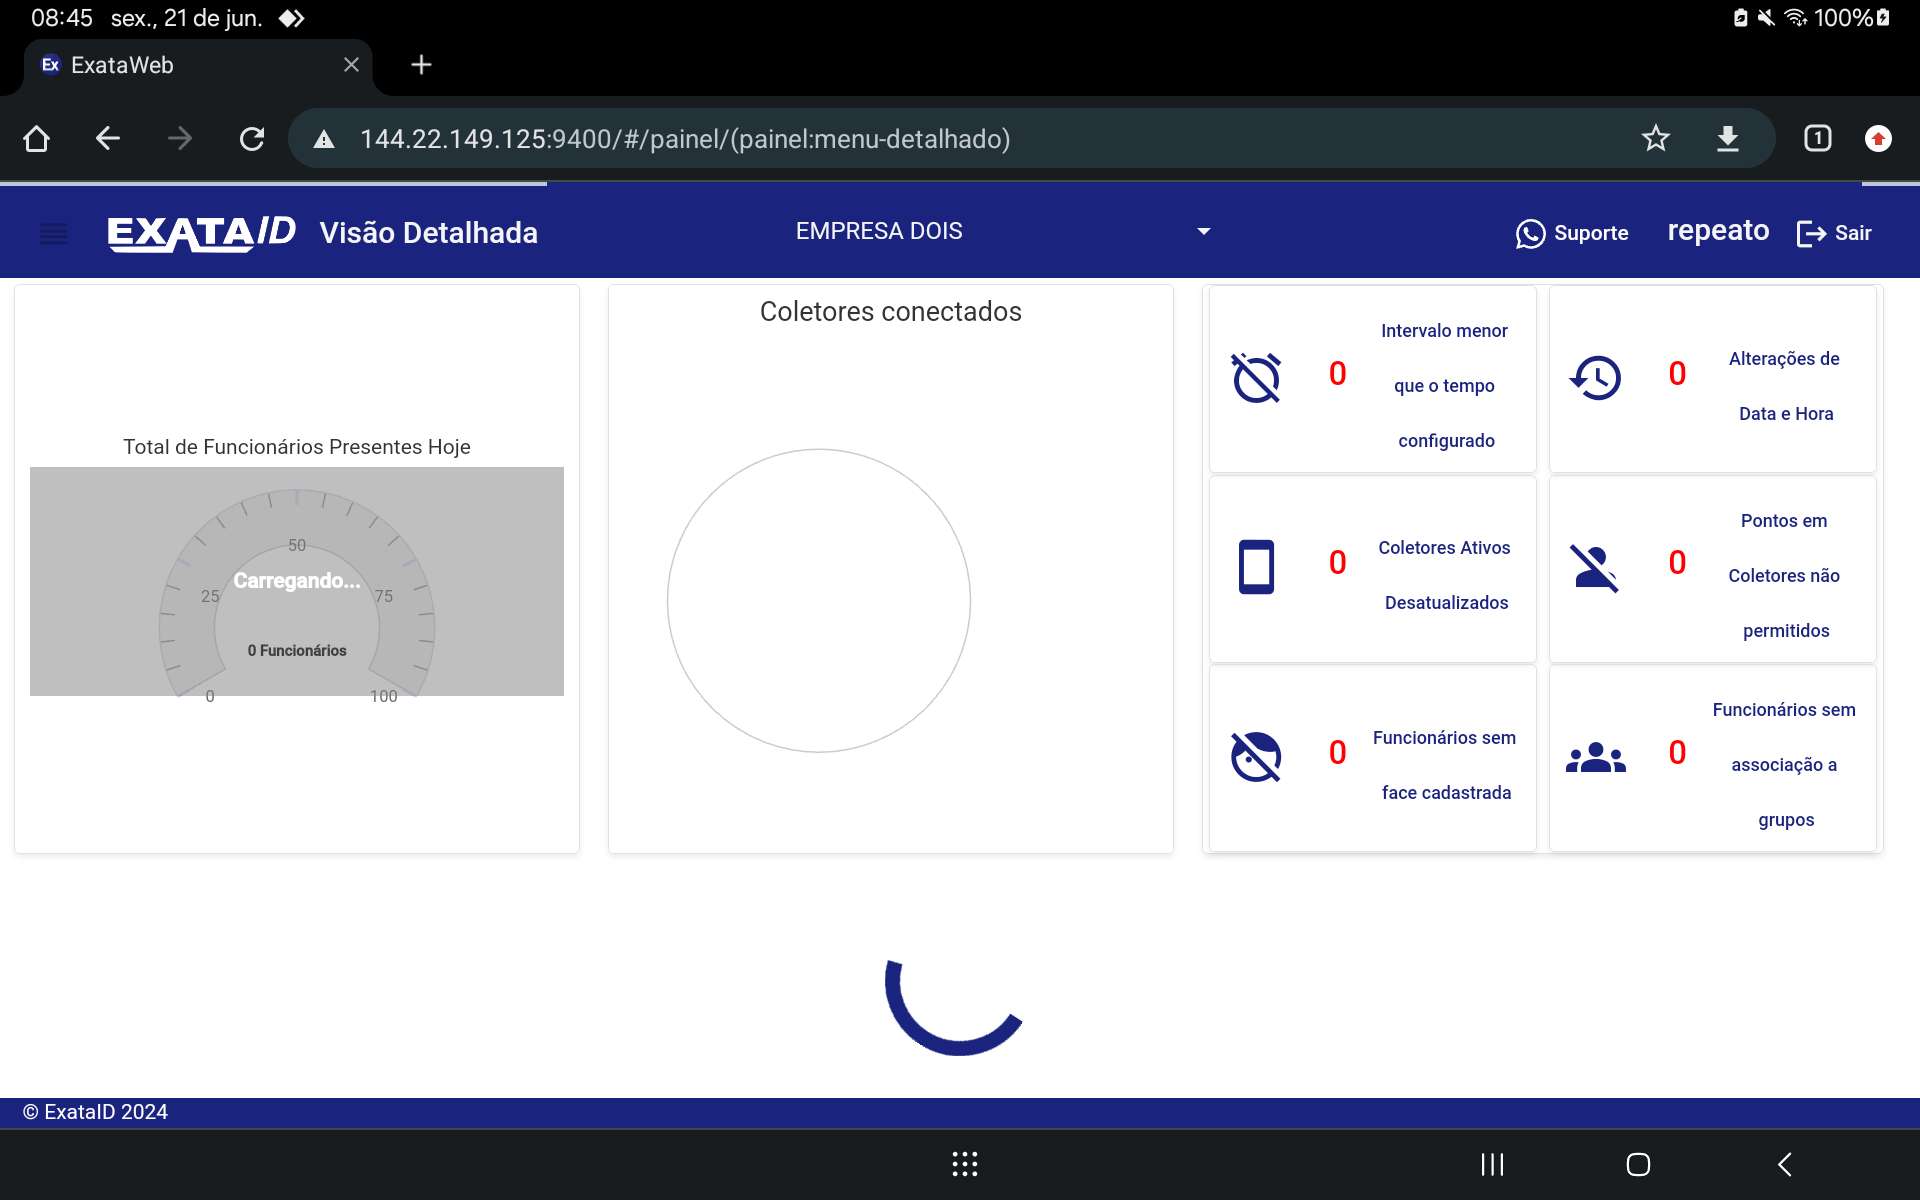 08:45 sex., 21 de jun.
100%
Ex ExataWeb
144.22.149.125:9400/#/painel/(painel:menu-detalhado)
1
EXATAID Visão Detalhada
EMPRESA DOIS
Suporte
repeato
Sair
Total de Funcionários Presentes Hoje
50
Carregando...
25
75
0 Funcionários
0
100
Coletores conectados
0
Intervalo menor
que o tempo
configurado
0
Alterações de
Data e Hora
0
Coletores Ativos
Desatualizados
0
Pontos em
Coletores não
permitidos
0
Funcionários sem
face cadastrada
0
Funcionários sem
associação a
grupos
© ExataID 2024